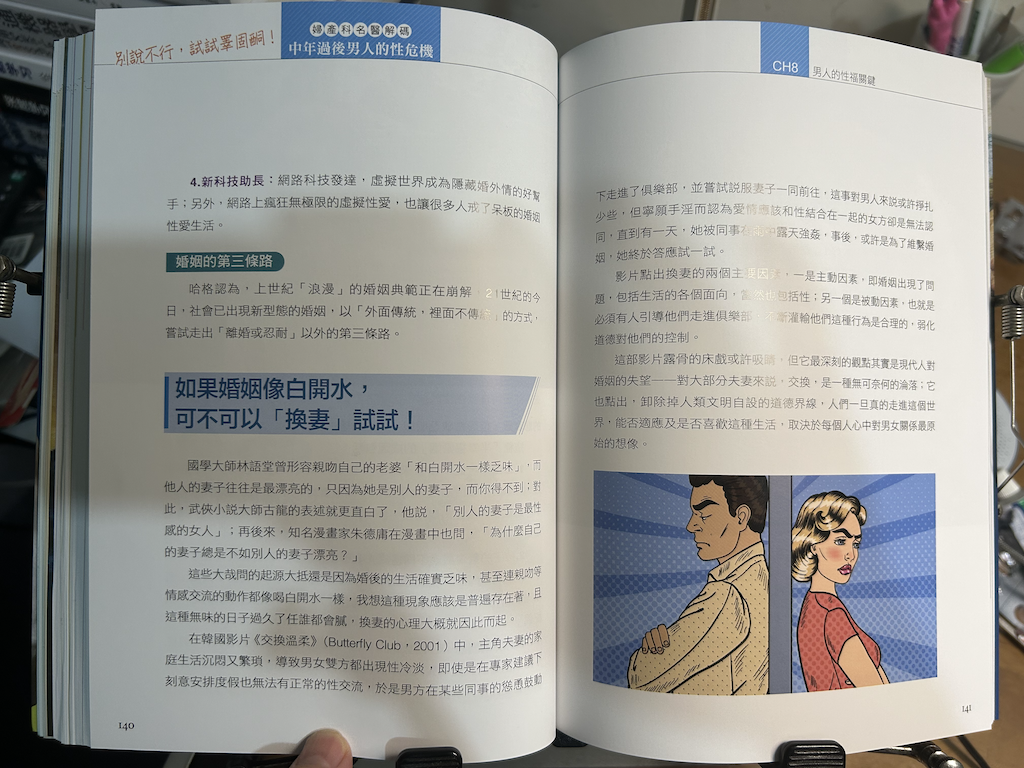 別說不行，試試睪固酮！
婦產科名醫解碼
中年過後男人的性危機
4.新科技助長：網路科技發達，虛擬世界成為隱藏婚外情的好幫
手；另外，網路上瘋狂無極限的虛擬性愛，也讓很多人戒了呆板的婚姻
性愛生活。
婚姻的第三條路
哈格認為，上世紀「浪漫」的婚姻典範正在崩解，21世紀的今
日，社會已出現新型態的婚姻，以「外面傳統，裡面不傳統」的方式，
嘗試走出「離婚或忍耐」以外的第三條路。
如果婚姻像白開水，
可不可以「換妻」試試！
國學大師林語堂曾形容親吻自己的老婆「和白開水一樣乏味」，而
他人的妻子往往是最漂亮的，只因為她是別人的妻子，而你得不到；對
此，武俠小說大師古龍的表述就更直白了，他說，「別人的妻子是最性
感的女人」；再後來，知名漫畫家朱德庸在漫畫中也問，「為什麼自己
的妻子總是不如別人的妻子漂亮？」
這些大哉問的起源大抵還是因為婚後的生活確實乏味，甚至連親吻等
情感交流的動作都像喝白開水一樣，我想這種現象應該是普遍存在著，且
這種無味的日子過久了任誰都會膩，換妻的心理大概就因此而起。
在韓國影片《交換溫柔》（Butterfly Club，2001）中，主角夫妻的家
庭生活沉悶又繁瑣，導致男女雙方都出現性冷淡，即使是在專家建議下
刻意安排度假也無法有正常的性交流，於是男方在某些同事的慫恿鼓動
140
CH8
男人的性福關鍵
下走進了俱樂部，並嘗試說服妻子一同前往，這事對男人來說或許掙扎
少些，但寧願手淫而認為愛情應該和性結合在一起的女方卻是無法認
同，直到有一天，她被同事在露天強姦，事後，或許是為了維繫婚
姻，她終於答應試一試。
影片點出換妻的兩個主要因素，一是主動因素，即婚姻出現了問
題，包括生活的各個面向，當然也包括性；另一個是被動因素，也就是
必須有人引導他們走進俱樂部，不斷灌輸他們這種行為是合理的，弱化
道德對他們的控制。
這部影片露骨的床戲或許吸睛，但它最深刻的觀點其實是現代人對
婚姻的失望——對大部分夫妻來說，交換，是一種無可奈何的淪落；它
也點出，卸除掉人類文明自設的道德界線，人們一旦真的走進這個世
界，能否適應及是否喜歡這種生活，取決於每個人心中對男女關係最原
始的想像。
141